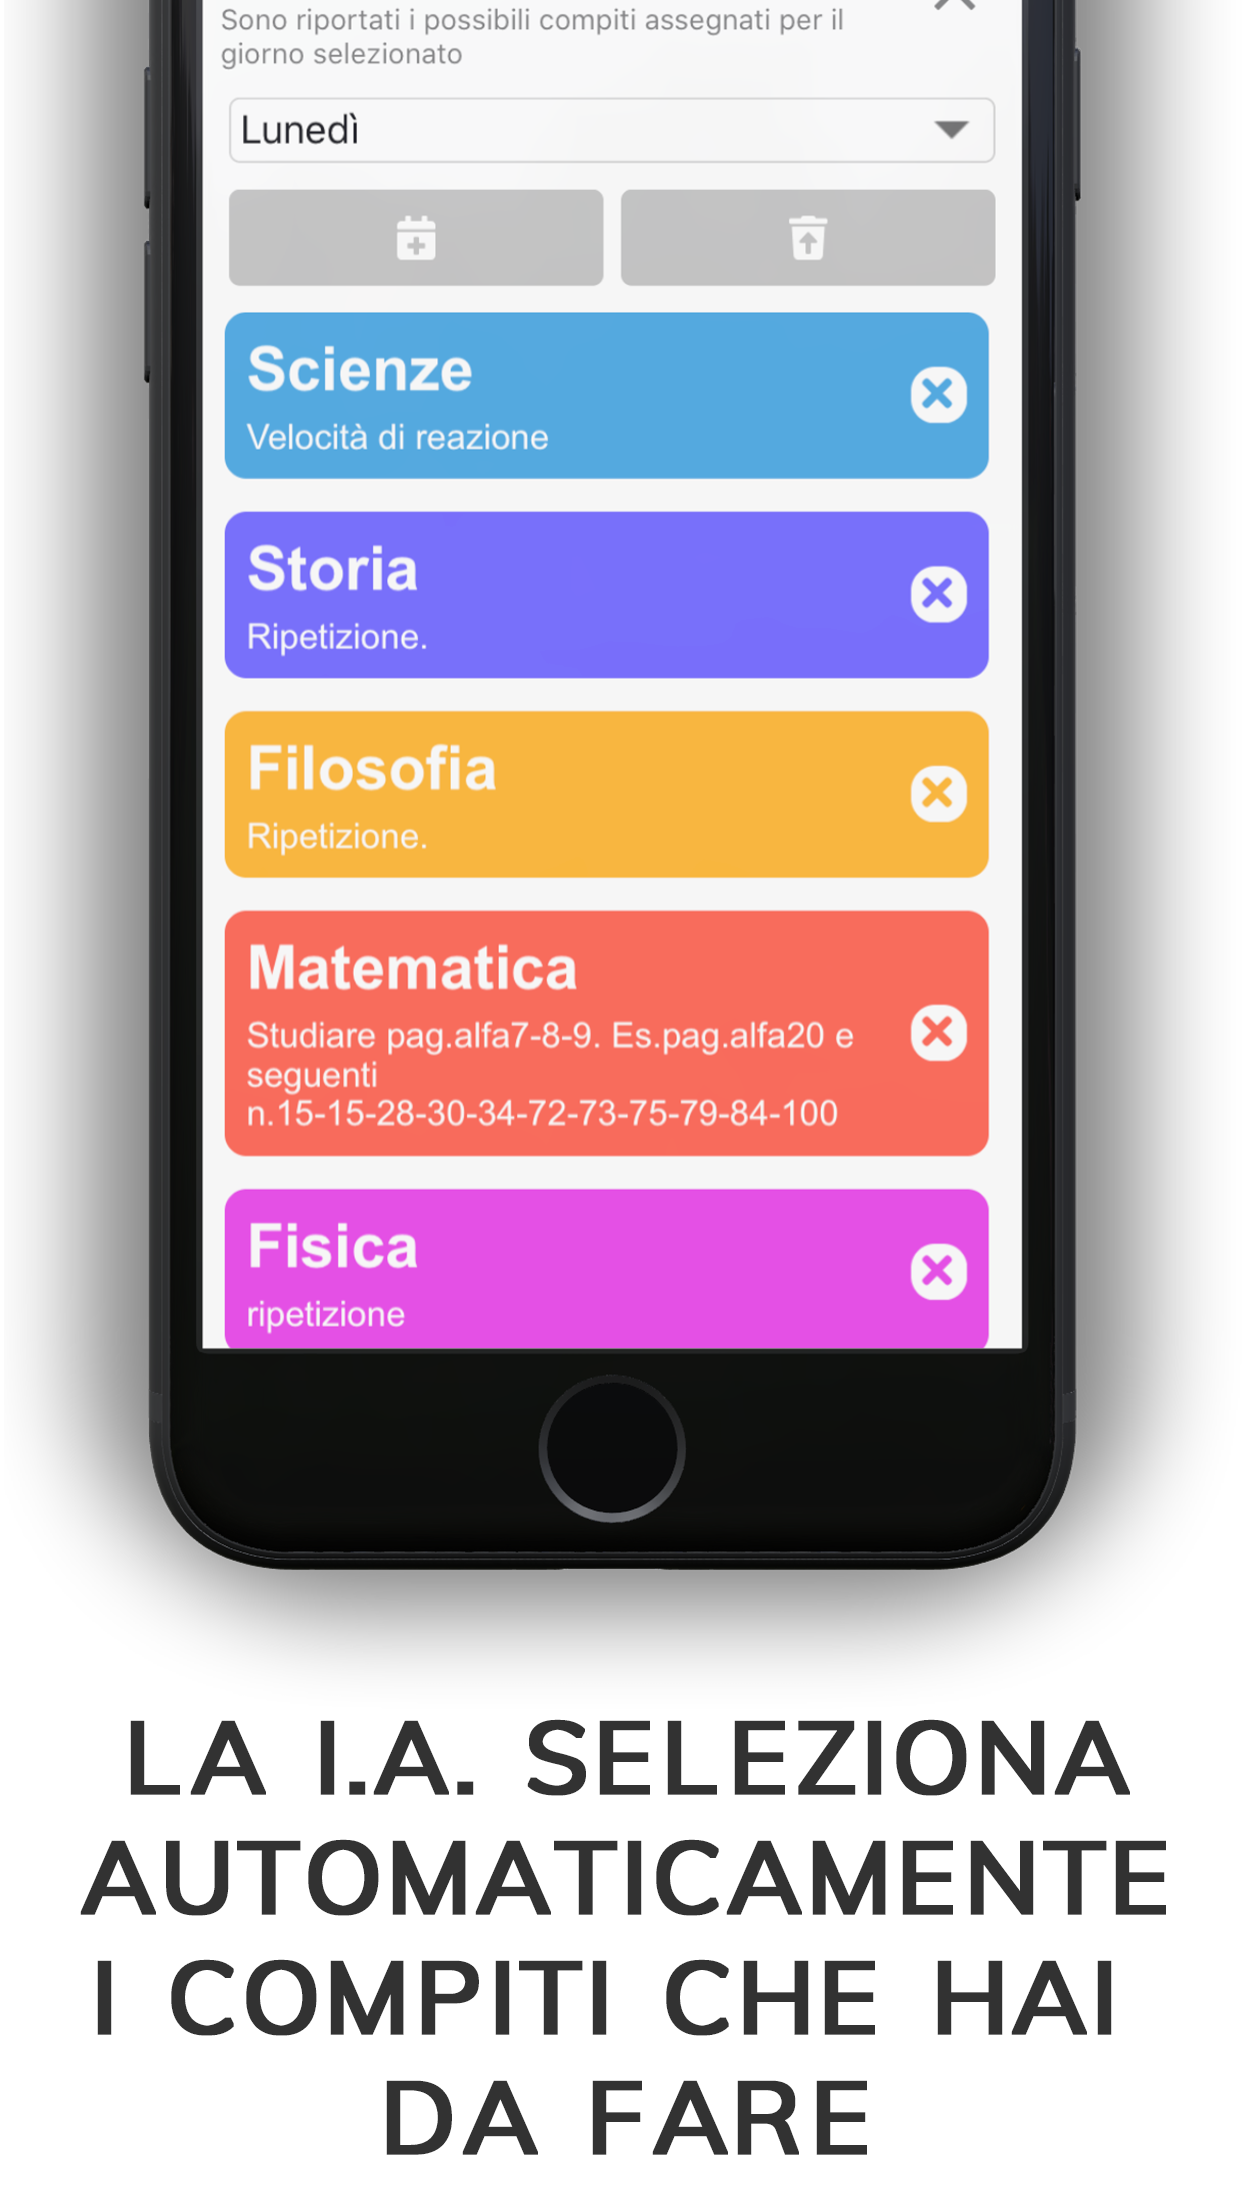 Sono riportati i possibili compiti assegnati per il
giorno selezionato
Lunedì
Scienze
Velocità di reazione
Storia
Ripetizione.
Filosofia
Ripetizione.
Matematica
Studiare pag.alfa7-8-9. Es.pag.alfa20 e
seguenti
n.15-15-28-30-34-72-73-75-79-84-100
Fisica
ripetizione
LA I.A. SELEZIONA
AUTOMATICAMENTE
I COMPITI CHE HAI
DA FARE